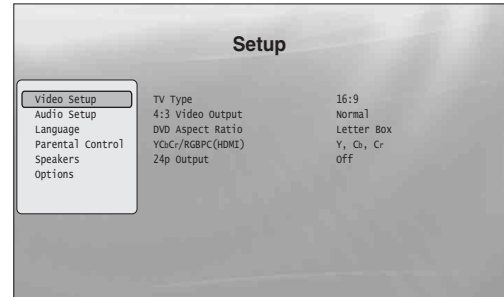 Setup
Video Setup TV Type 16:9
Audio Setup 4:3 Video Output Normal
Language DVD Aspect Ratio Letter Box
Parental Control YCbCr/RGBPC(HDMI) Y, Cb, Cr
Speakers 24p Output Off
Options